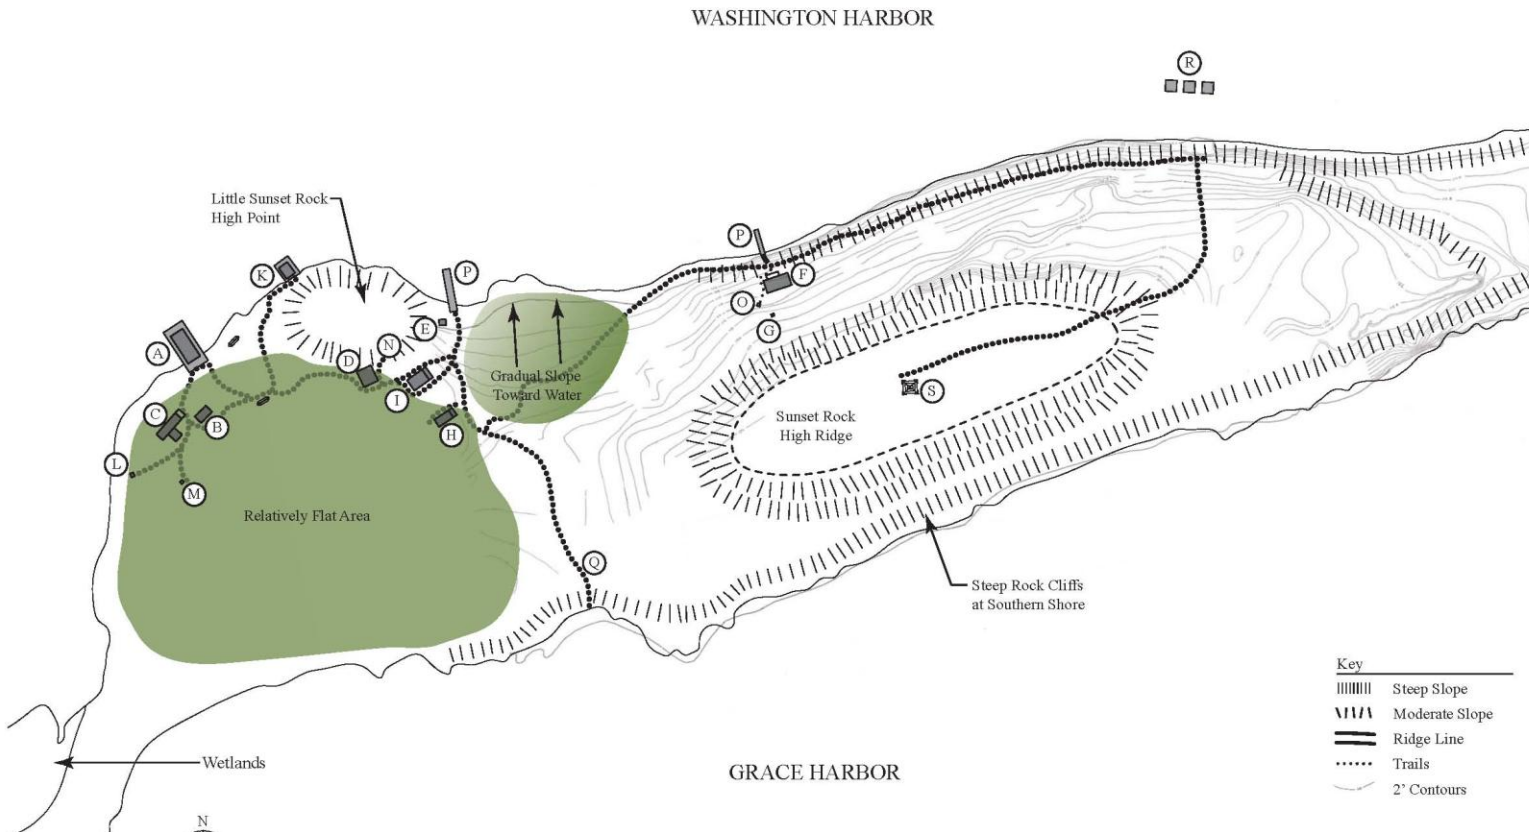 WASHINGTON HARBOR
R
Little Sunset Rock
High Point
P
K
P
F
O
E
G
A
N
D
Gradual Slope
Toward Water
I
S
C
B
Sunset Rock
High Ridge
H
L
M
Relatively Flat Area
Q
Steep Rock Cliffs
at Southern Shore
Key
Steep Slope
Moderate Slope
Ridge Line
Trails
2' Contours
Wetlands
GRACE HARBOR
N